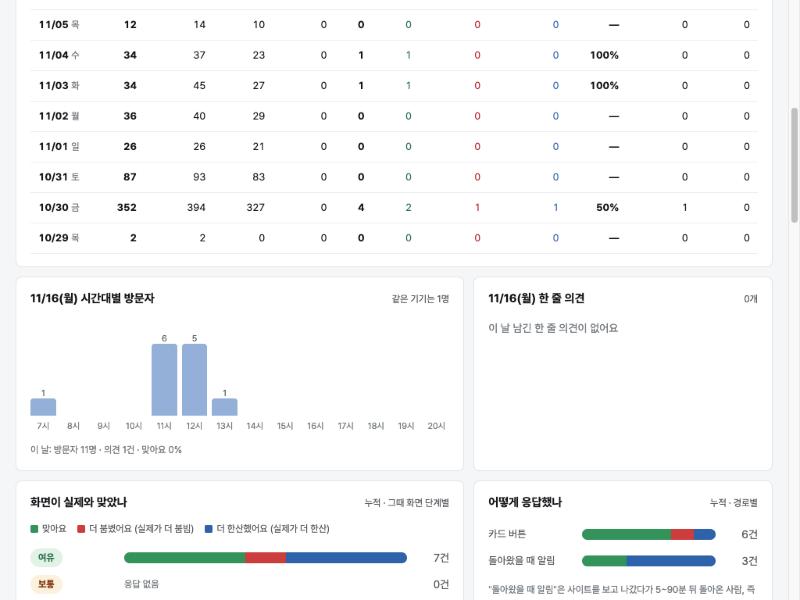 11/05 목 12 14 10 0 0 0 0 0 — 0 0
11/04 수 34 37 23 0 1 1 0 0 100% 0 0
11/03 화 34 45 27 0 1 1 0 0 100% 0 0
11/02 월 36 40 29 0 0 0 0 0 — 0 0
11/01 일 26 26 21 0 0 0 0 0 — 0 0
10/31 토 87 93 83 0 0 0 0 0 — 0 0
10/30 금 352 394 327 0 4 2 1 1 50% 1 0
10/29 목 2 2 0 0 0 0 0 0 — 0 0
11/16(월) 시간대별 방문자 같은 기기는 1명
1 6 5 1
7시 8시 9시 10시 11시 12시 13시 14시 15시 16시 17시 18시 19시 20시
이 날: 방문자 11명 · 의견 1건 · 맞아요 0%
11/16(월) 한 줄 의견 0개
이 날 남긴 한 줄 의견이 없어요
화면이 실제와 맞았나 누적 · 그때 화면 단계별
맞아요 더 붐볐어요 (실제가 더 붐빔) 더 한산했어요 (실제가 더 한산)
여유 7건
보통 응답 없음 0건
어떻게 응답했나 누적 · 경로별
카드 버튼 6건
돌아왔을 때 알림 3건
"돌아왔을 때 알림"은 사이트를 보고 나갔다가 5~90분 뒤 돌아온 사람, 즉